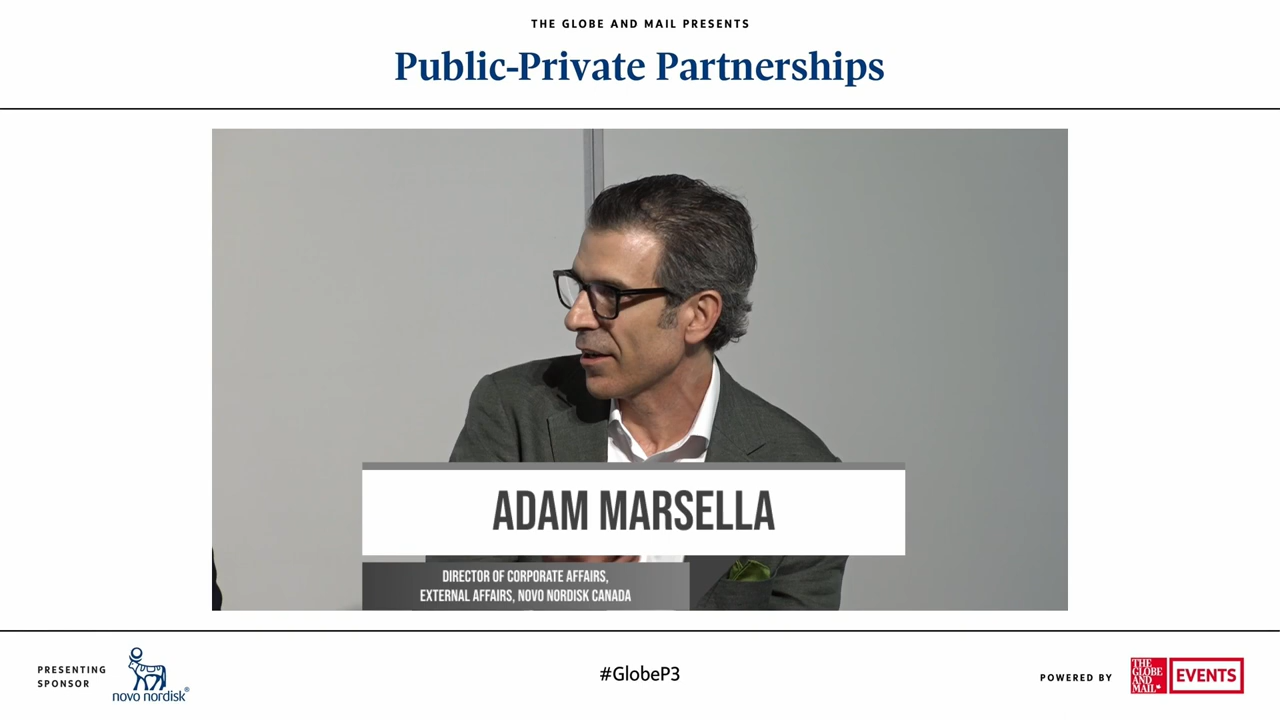 THE GLOBE AND MAIL PRESENTS
Public-Private Partnerships
ADAM MARSELLA
DIRECTOR OF CORPORATE AFFAIRS,
EXTERNAL AFFAIRS, NOVO NORDISK CANADA
PRESENTING
SPONSOR
novo nordisk®
#GlobeP3
POWERED BY
THE
GLOBE
AND
MAIL
EVENTS